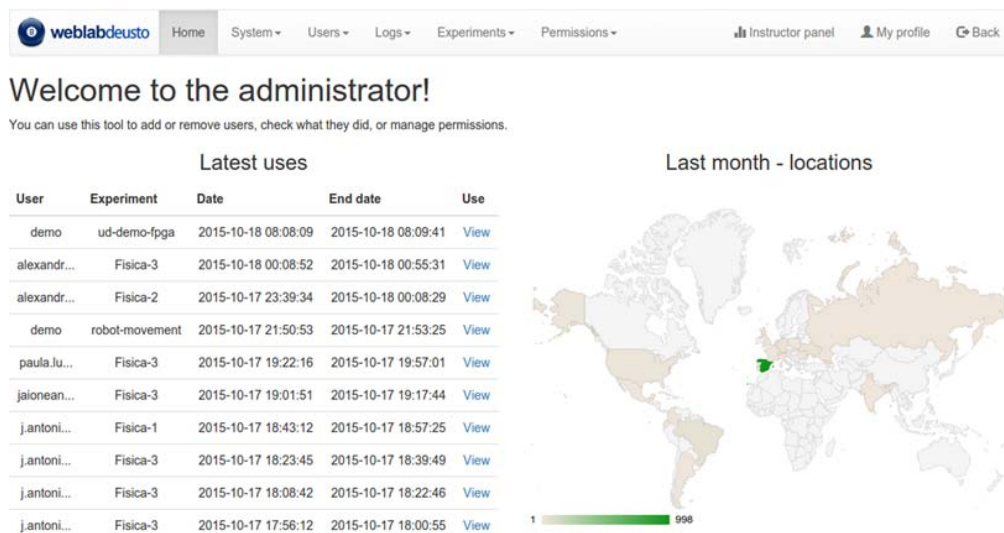 weblabdeusto Home System Users Logs Experiments Permissions Instructor panel My profile Back
Welcome to the administrator!
You can use this tool to add or remove users, check what they did, or manage permissions.
Latest uses
User Experiment Date End date Use
demo ud-demo-fpga 2015-10-18 08:08:09 2015-10-18 08:09:41 View
alexandr... Fisica-3 2015-10-18 00:08:52 2015-10-18 00:55:31 View
alexandr... Fisica-2 2015-10-17 23:39:34 2015-10-18 00:08:29 View
demo robot-movement 2015-10-17 21:50:53 2015-10-17 21:53:25 View
paula.lu... Fisica-3 2015-10-17 19:22:16 2015-10-17 19:57:01 View
jaionean... Fisica-3 2015-10-17 19:01:51 2015-10-17 19:17:44 View
j.antoni... Fisica-1 2015-10-17 18:43:12 2015-10-17 18:57:25 View
j.antoni... Fisica-3 2015-10-17 18:23:45 2015-10-17 18:39:49 View
j.antoni... Fisica-3 2015-10-17 18:08:42 2015-10-17 18:22:46 View
j.antoni... Fisica-3 2015-10-17 17:56:12 2015-10-17 18:00:55 View
Last month - locations
1 998